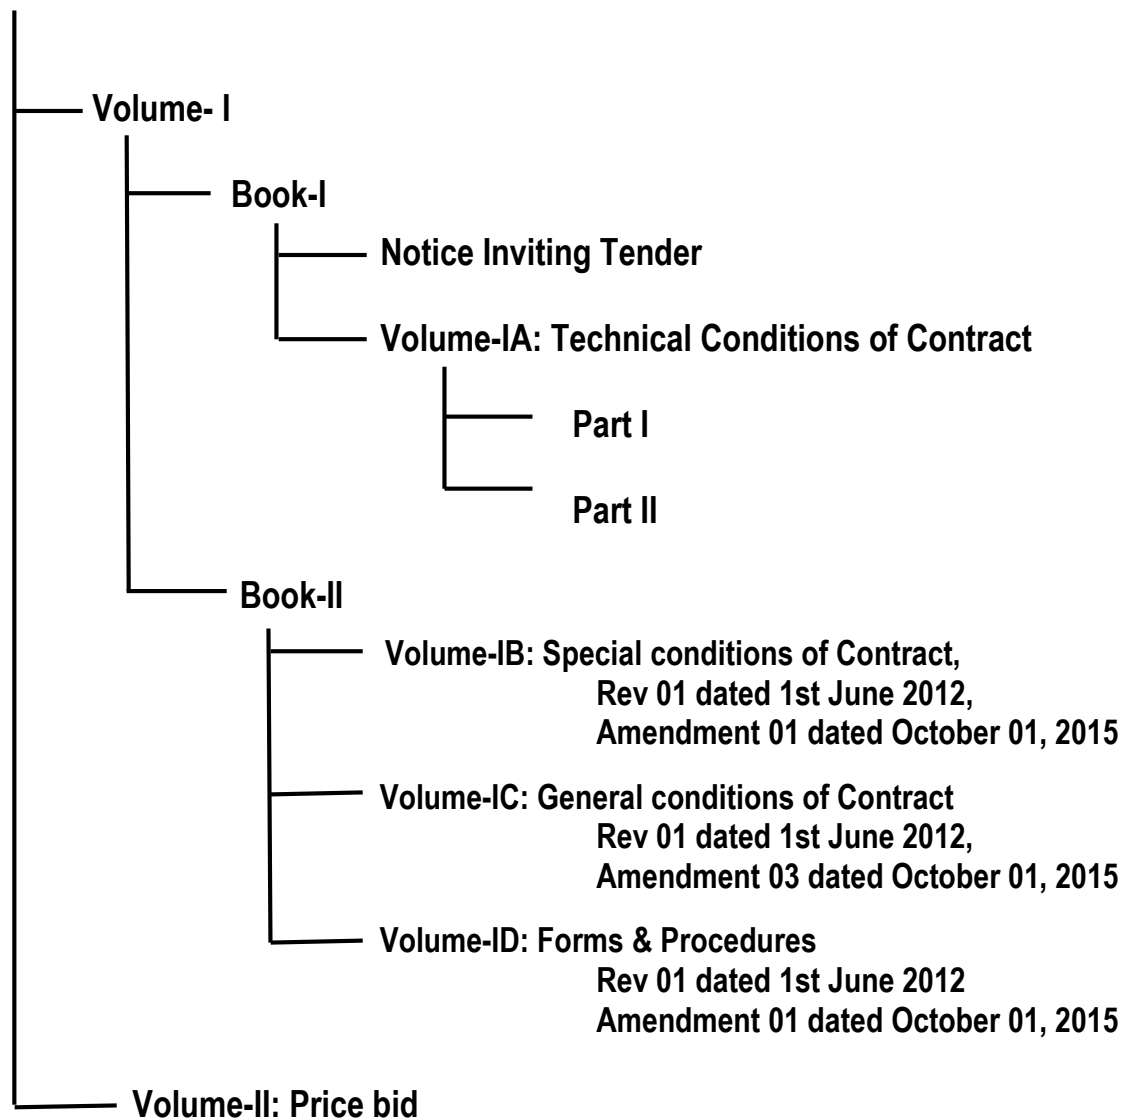 Volume- I
Book-I
Notice Inviting Tender
Volume-IA: Technical Conditions of Contract
Part I
Part II
Book-II
Volume-IB: Special conditions of Contract,
Rev 01 dated 1st June 2012,
Amendment 01 dated October 01, 2015
Volume-IC: General conditions of Contract
Rev 01 dated 1st June 2012,
Amendment 03 dated October 01, 2015
Volume-ID: Forms & Procedures
Rev 01 dated 1st June 2012
Amendment 01 dated October 01, 2015
Volume-II: Price bid